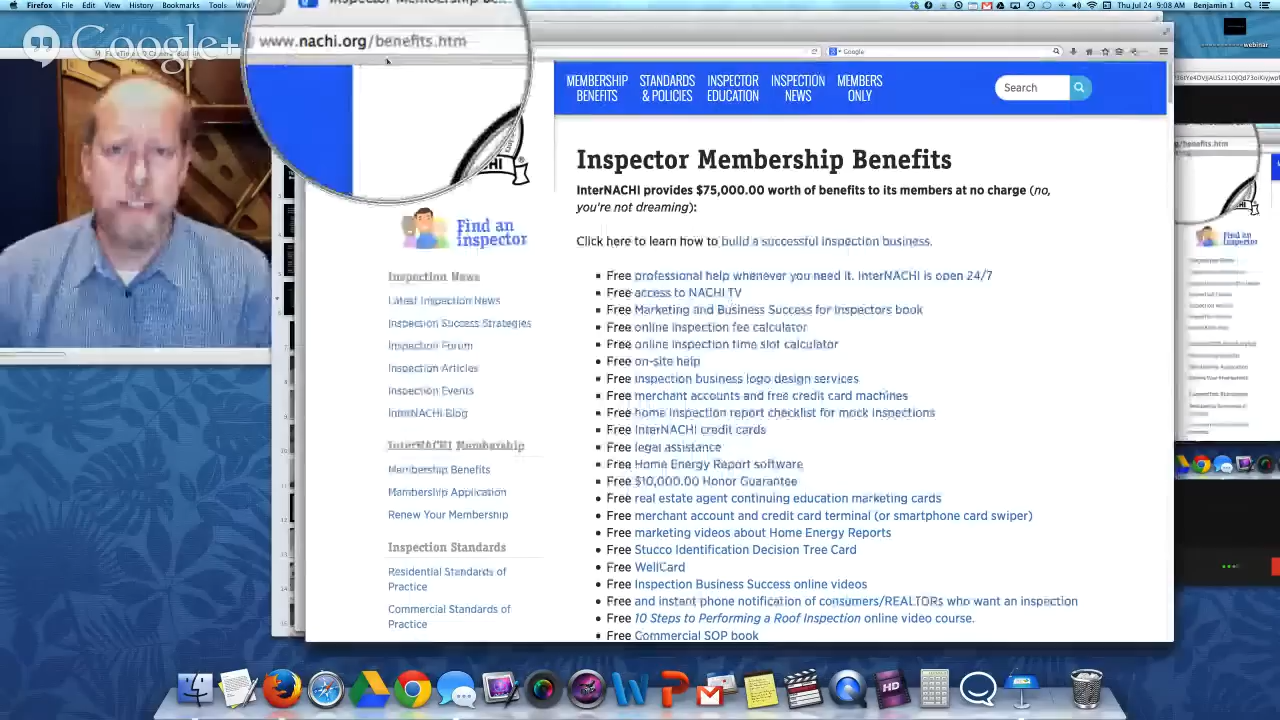 Firefox File Edit View History Bookmarks Tools Window Help
Thu Jul 24 9:08 AM Benjamin 1
Google+
www.nachi.org/benefits.htm
Google
webinar
MEMBERSHIP BENEFITS
STANDARDS & POLICIES
INSPECTOR EDUCATION
INSPECTION NEWS
MEMBERS ONLY
Search
Find an Inspector
Inspection News
Latest Inspection News
Inspection Success Strategies
Inspection Forum
Inspection Articles
Inspection Events
InterNACHI Blog
InterNACHI Membership
Membership Benefits
Membership Application
Renew Your Membership
Inspection Standards
Residential Standards of
Practice
Commercial Standards of
Practice
Inspector Membership Benefits
InterNACHI provides $75,000.00 worth of benefits to its members at no charge (no,
you're not dreaming):
Click here to learn how to build a successful inspection business.
Free professional help whenever you need it. InterNACHI is open 24/7
Free access to NACHI TV
Free Marketing and Business Success for Inspectors book
Free online inspection fee calculator
Free online inspection time slot calculator
Free on-site help
Free inspection business logo design services
Free merchant accounts and free credit card machines
Free home inspection report checklist for mock inspections
Free InterNACHI credit cards
Free legal assistance
Free Home Energy Report software
Free $10,000.00 Honor Guarantee
Free real estate agent continuing education marketing cards
Free merchant account and credit card terminal (or smartphone card swiper)
Free marketing videos about Home Energy Reports
Free Stucco Identification Decision Tree Card
Free WellCard
Free Inspection Business Success online videos
Free and instant phone notification of consumers/REALTORs who want an inspection
Free 10 Steps to Performing a Roof Inspection online video course.
Free Commercial SOP book
HD